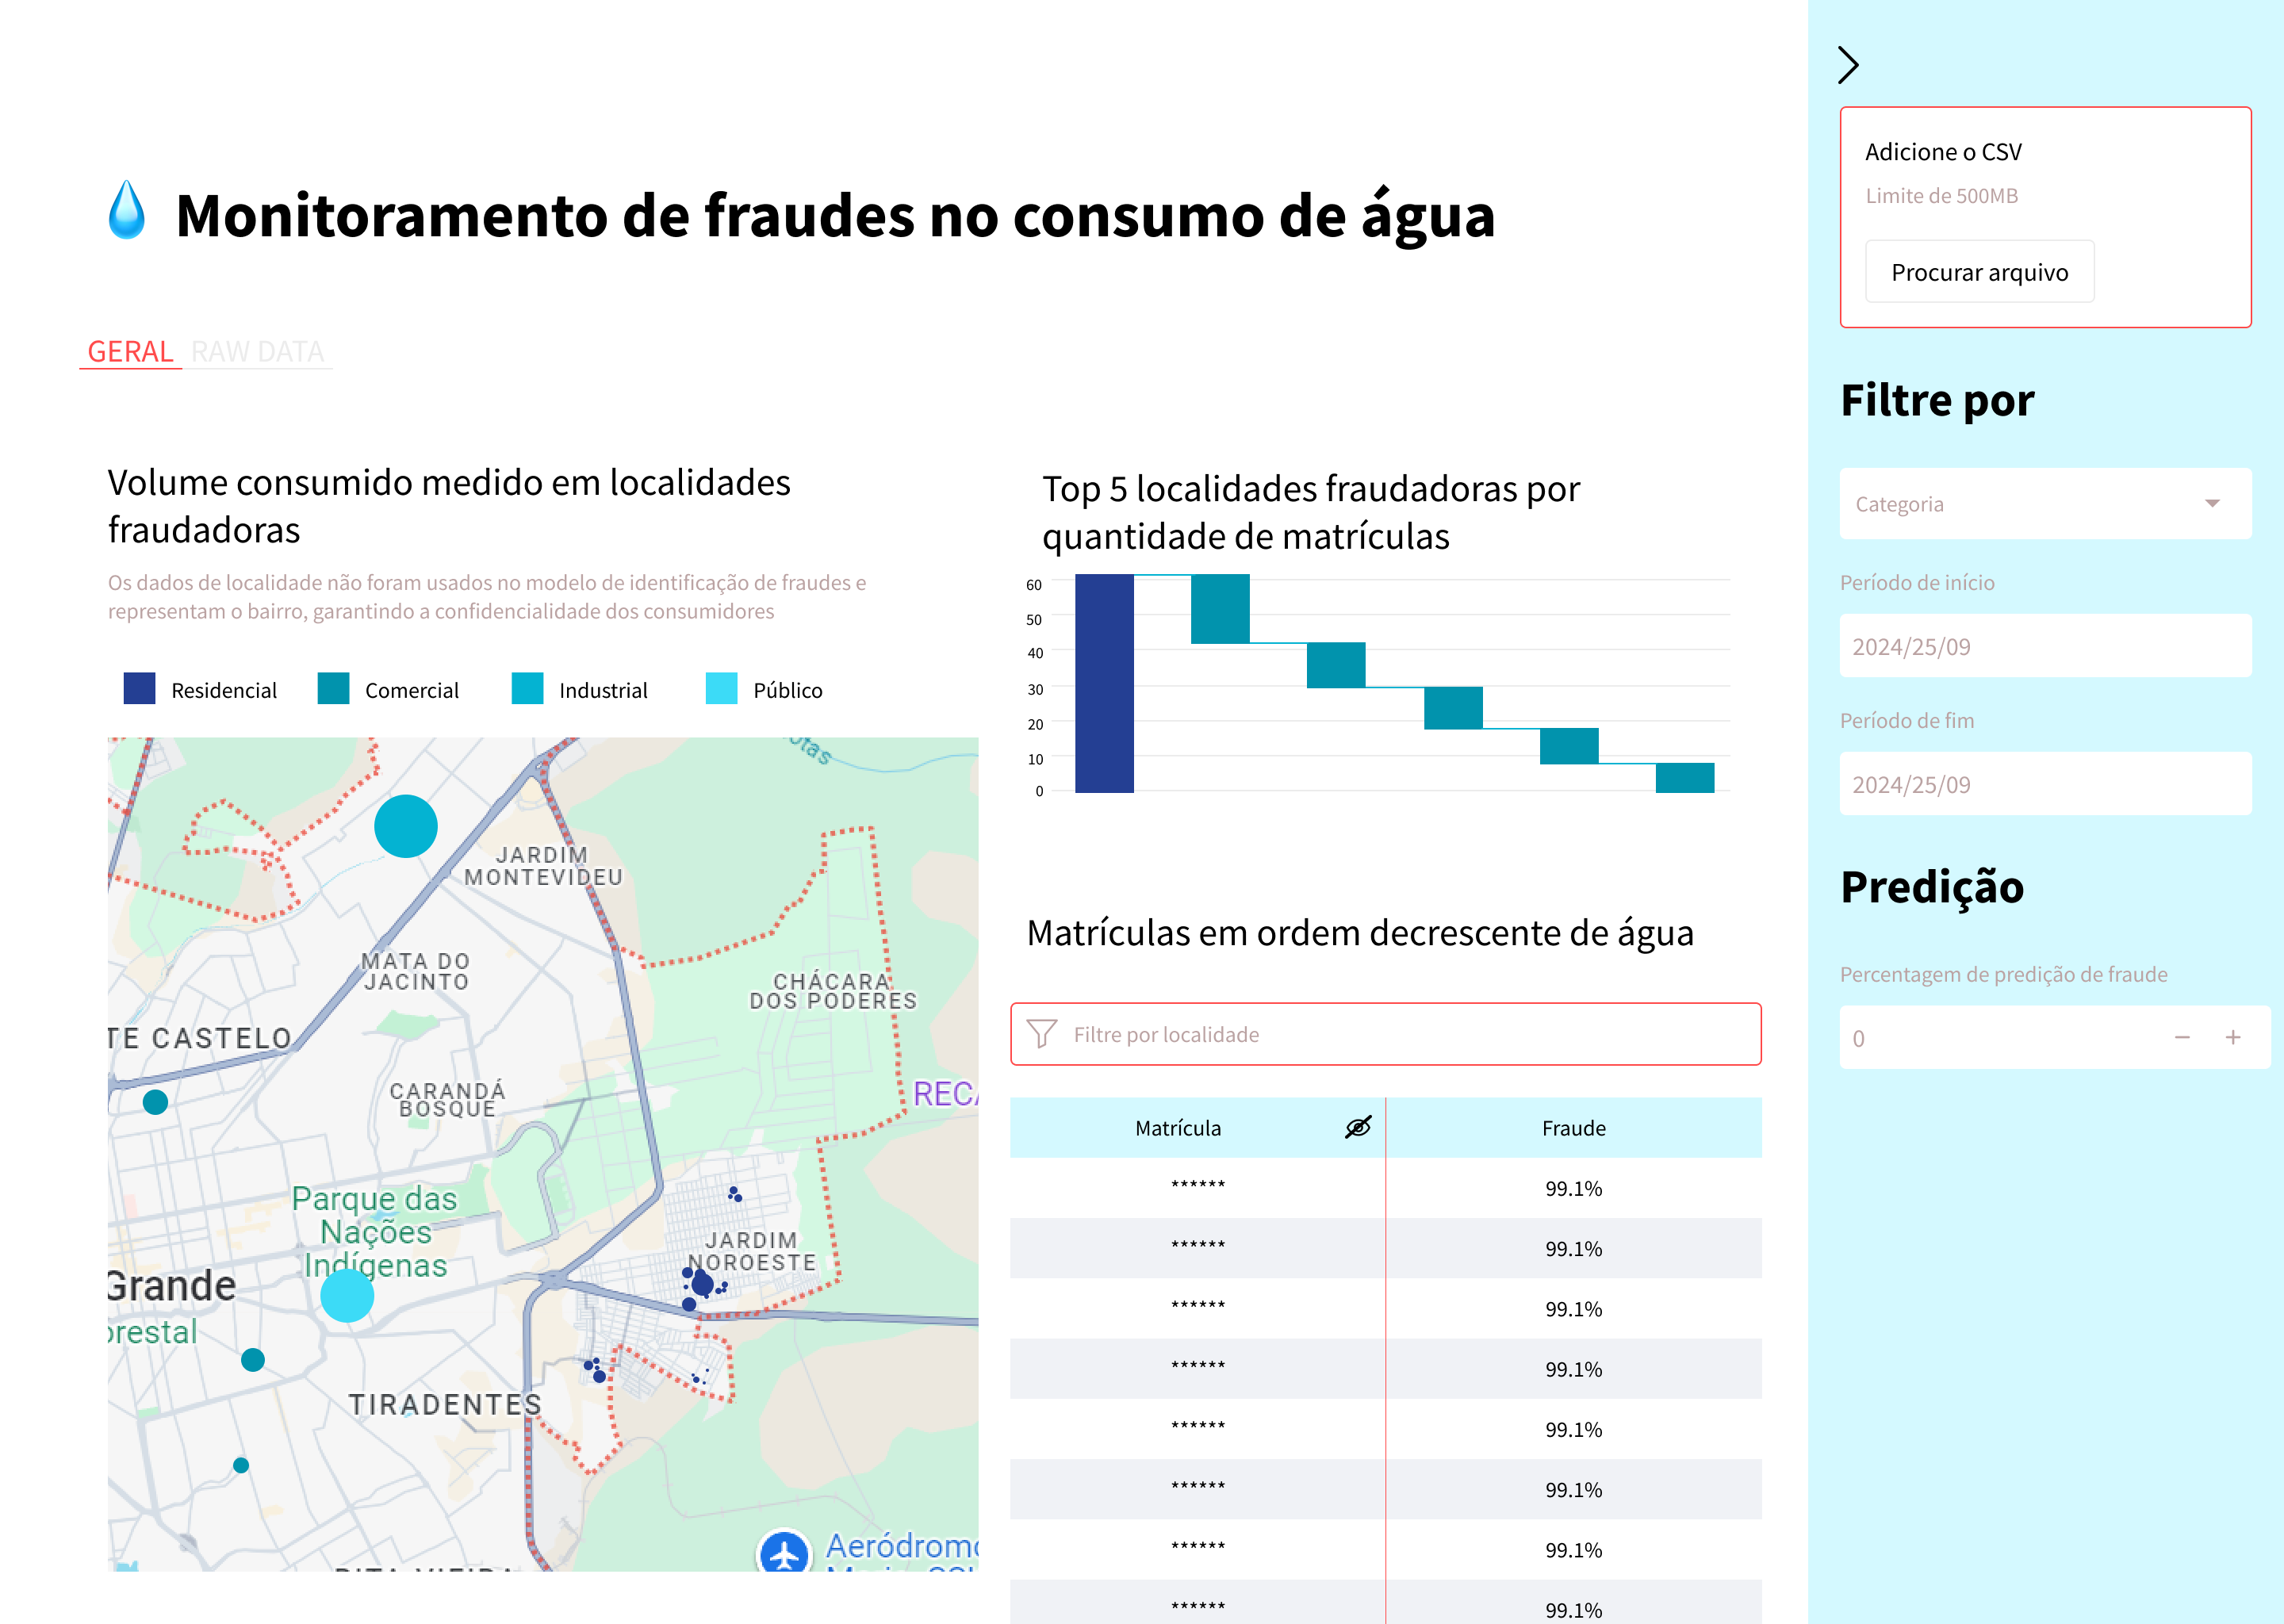 Monitoramento de fraudes no consumo de água
GERAL RAW DATA
Volume consumido medido em localidades
fraudadoras
Os dados de localidade não foram usados no modelo de identificação de fraudes e
representam o bairro, garantindo a confidencialidade dos consumidores
Residencial Comercial Industrial Público
JARDIM
MONTEVIDEU
MATA DO
JACINTO
CHÁCARA
DOS PODERES
TE CASTELO
CARANDÁ
BOSQUE
RECA
Parque das
Nações
Indígenas
JARDIM
NOROESTE
Grande
orestal
TIRADENTES
Aeródromo
Top 5 localidades fraudadoras por
quantidade de matrículas
60
50
40
30
20
10
0
Matrículas em ordem decrescente de água
Filtre por localidade
Matrícula Fraude
****** 99.1%
****** 99.1%
****** 99.1%
****** 99.1%
****** 99.1%
****** 99.1%
****** 99.1%
****** 99.1%
Adicione o CSV
Limite de 500MB
Procurar arquivo
Filtre por
Categoria
Período de início
2024/25/09
Período de fim
2024/25/09
Predição
Percentagem de predição de fraude
0 − +